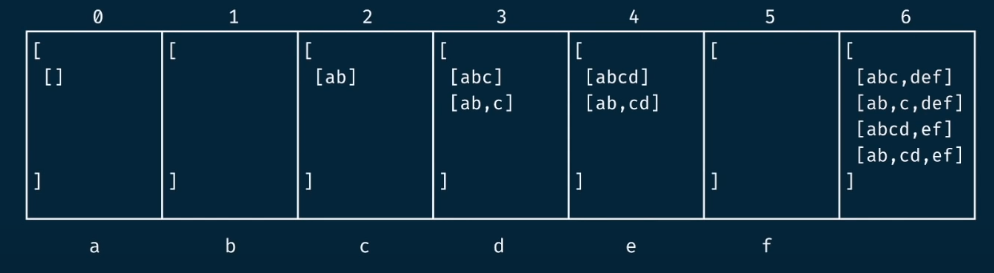 0 1 2 3 4 5 6
[ [ [ [ [ [ [
[] [ab] [abc] [abcd] [abc,def]
[ab,c] [ab,cd] [ab,c,def]
[abcd,ef]
[ab,cd,ef]
] ] ] ] ] ] ]
a b c d e f